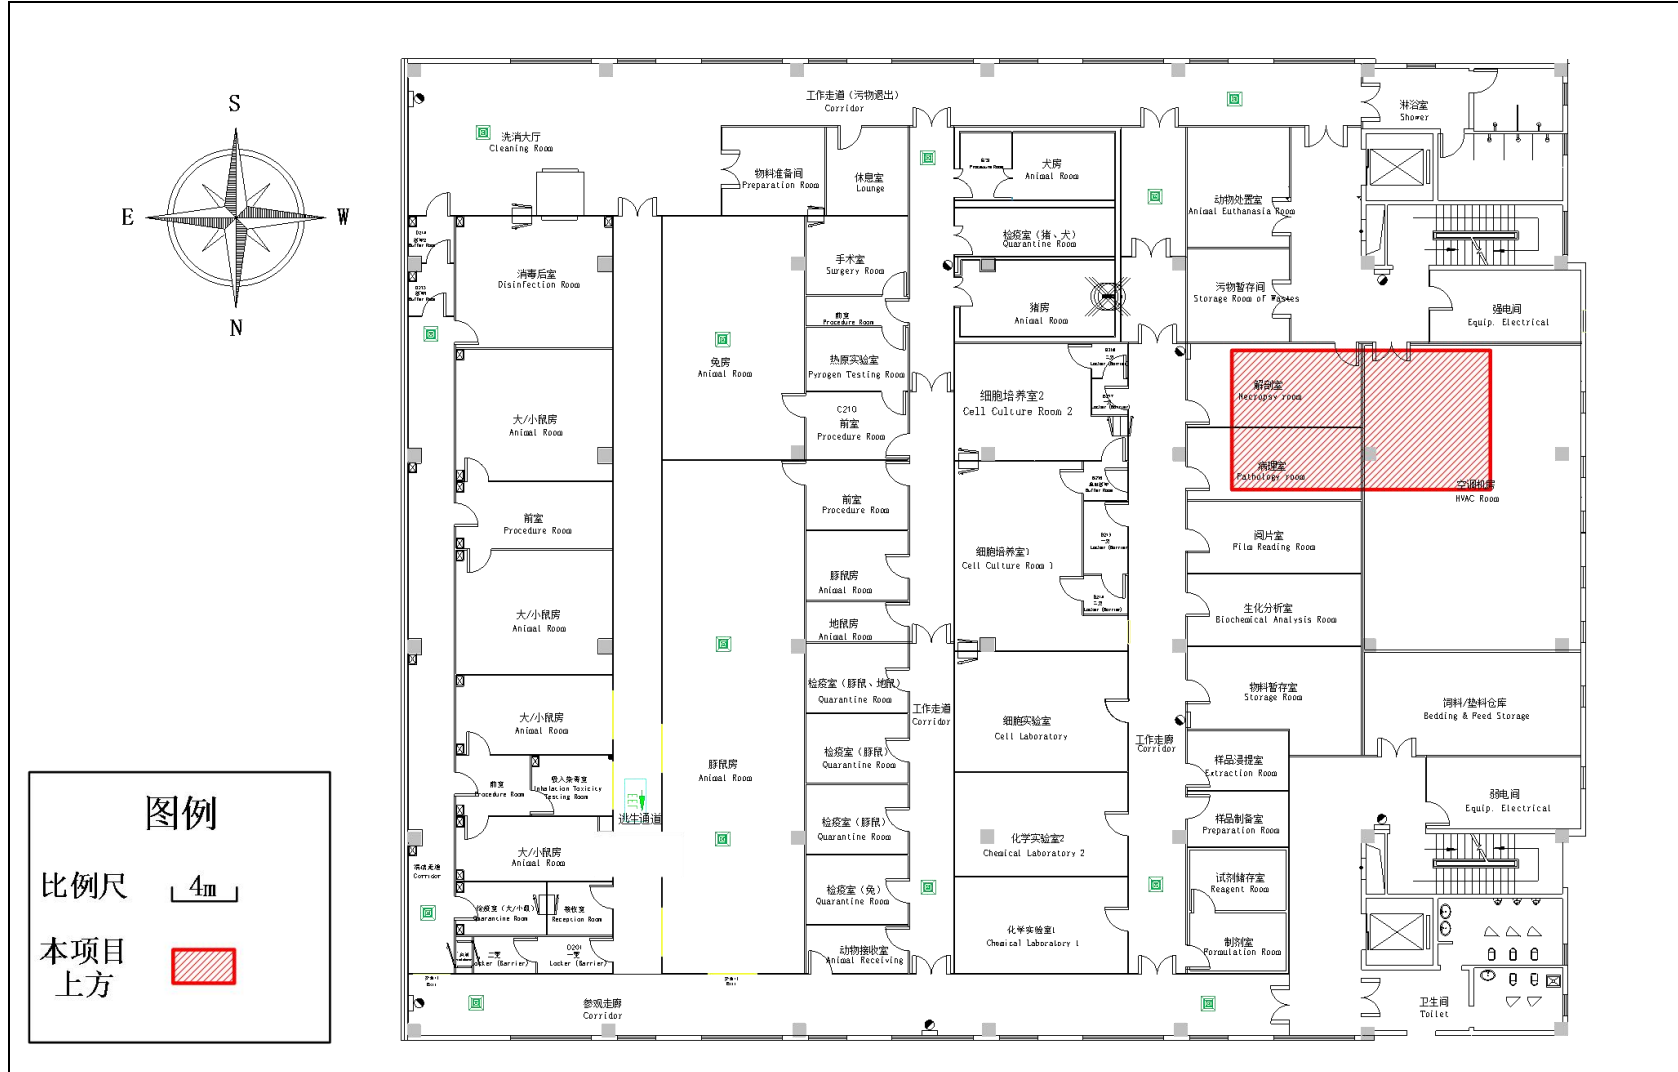 S
E
W
N
图例
比例尺
4m
本项目
上方
工作走道（污物退出）
Corridor
淋浴室
Shower
洗消大厅
Cleaning Room
物料准备间
Preparation Room
休息室
Lounge
犬房
Animal Room
动物处置室
Animal Euthanasia Room
检疫室（猪、犬）
Quarantine Room
消毒后室
Disinfection Room
手术室
Surgery Room
污物暂存间
Storage Room of Wastes
猪房
Animal Room
强电间
Equip. Electrical
前室
Procedure Room
兔房
Animal Room
热原实验室
Pyrogen Testing Room
细胞培养室2
Cell Culture Room 2
解剖室
Necropsy room
大/小鼠房
Animal Room
C210
前室
Procedure Room
病理室
Pathology room
空调机房
HVAC Room
前室
Procedure Room
前室
Procedure Room
阅片室
Film Reading Room
细胞培养室1
Cell Culture Room 1
豚鼠房
Animal Room
大/小鼠房
Animal Room
生化分析室
Biochemical Analysis Room
地鼠房
Animal Room
检疫室（豚鼠、地鼠）
Quarantine Room
物料暂存室
Storage Room
饲料/垫料仓库
Bedding & Feed Storage
大/小鼠房
Animal Room
工作走道
Corridor
细胞实验室
Cell Laboratory
工作走廊
Corridor
检疫室（豚鼠）
Quarantine Room
豚鼠房
Animal Room
样品浸提室
Extraction Room
前室
Procedure Room
吸入染毒室
Inhalation Toxicity
Testing Room
弱电间
Equip. Electrical
逃生通道
检疫室（豚鼠）
Quarantine Room
样品制备室
Preparation Room
大/小鼠房
Animal Room
化学实验室2
Chemical Laboratory 2
Corridor
检疫室（兔）
Quarantine Room
试剂储存室
Reagent Room
检疫室（大/小鼠）
Quarantine Room
接收室
Reception Room
化学实验室1
Chemical Laboratory 1
制剂室
Formulation Room
动物接收室
Animal Receiving
二更
Locker (Barrier)
D201
一更
Locker (Barrier)
参观走廊
Corridor
卫生间
Toilet